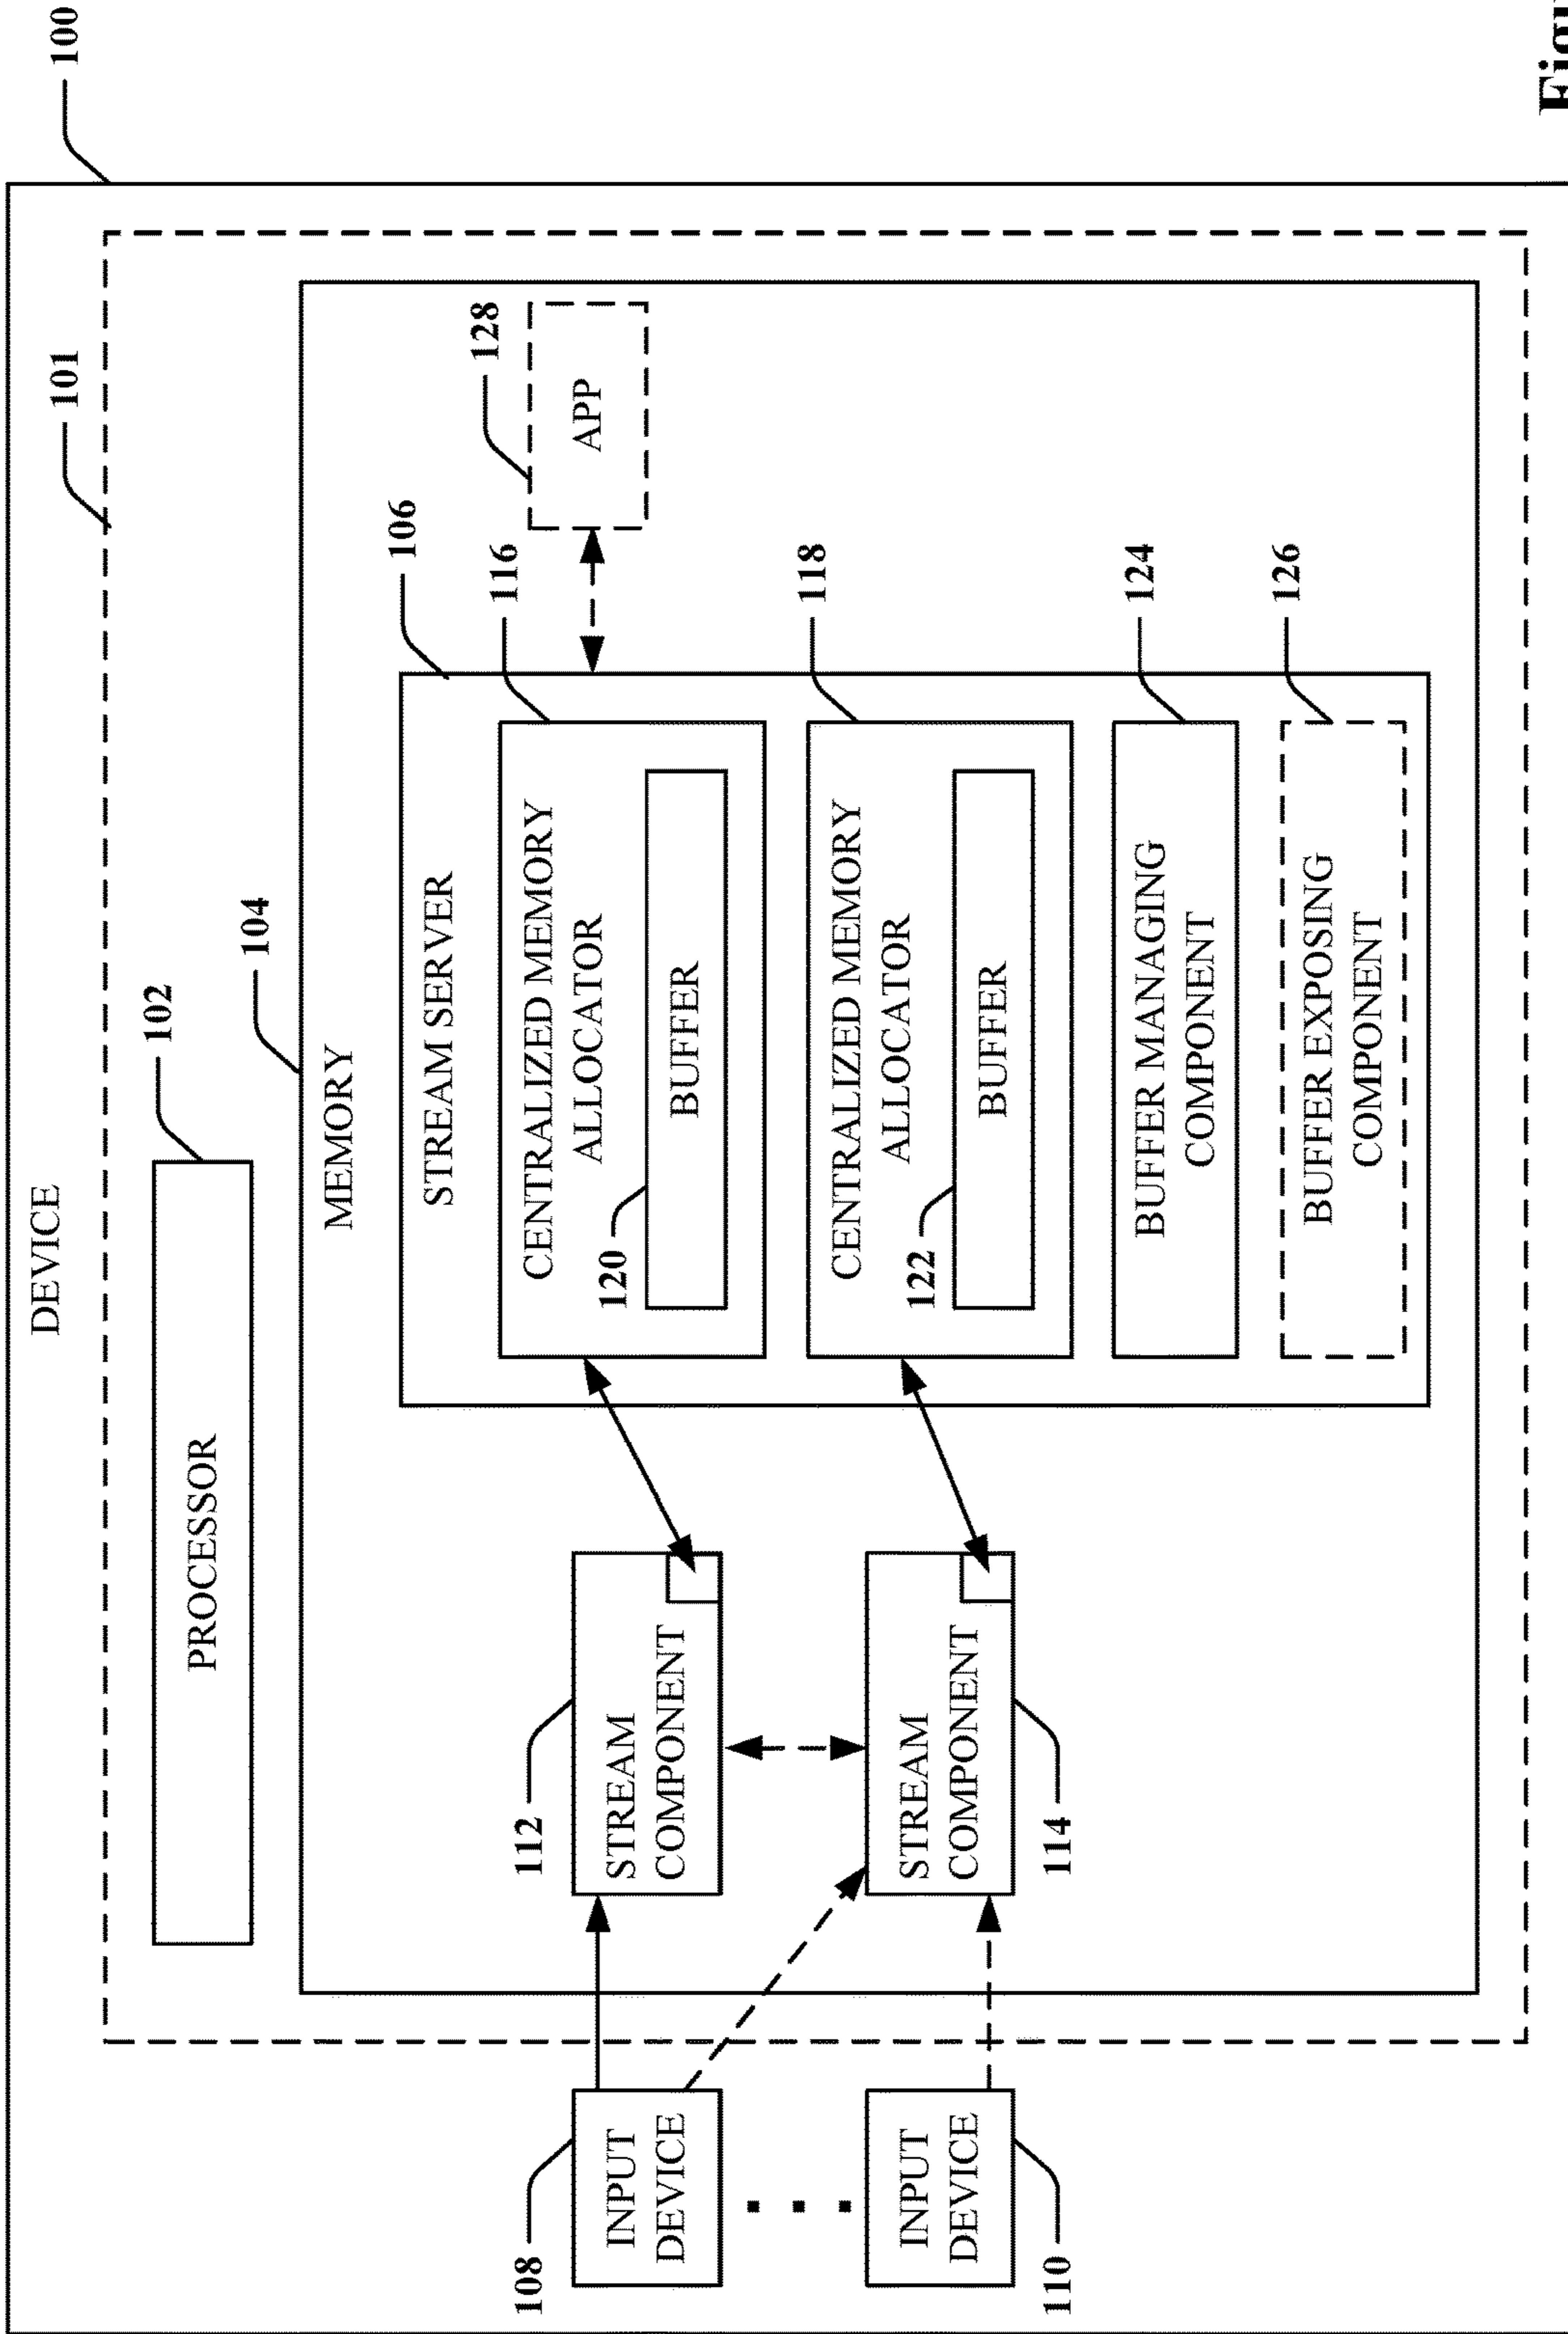 DEVICE
100
101
102
PROCESSOR
104
MEMORY
106
STREAM SERVER
128
APP
116
CENTRALIZED MEMORY
ALLOCATOR
120
BUFFER
108
INPUT
DEVICE
112
STREAM
COMPONENT
118
CENTRALIZED MEMORY
ALLOCATOR
122
BUFFER
INPUT
DEVICE
110
STREAM
COMPONENT
114
124
BUFFER MANAGING
COMPONENT
126
BUFFER EXPOSING
COMPONENT
Figu